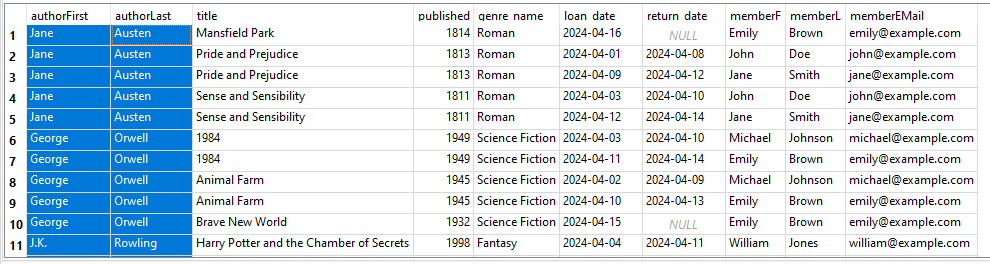 authorFirst authorLast title published genre_name loan_date return_date memberF memberL memberEMail
1 Jane Austen Mansfield Park 1814 Roman 2024-04-16 NULL Emily Brown emily@example.com
2 Jane Austen Pride and Prejudice 1813 Roman 2024-04-01 2024-04-08 John Doe john@example.com
3 Jane Austen Pride and Prejudice 1813 Roman 2024-04-09 2024-04-12 Jane Smith jane@example.com
4 Jane Austen Sense and Sensibility 1811 Roman 2024-04-03 2024-04-10 John Doe john@example.com
5 Jane Austen Sense and Sensibility 1811 Roman 2024-04-12 2024-04-14 Jane Smith jane@example.com
6 George Orwell 1984 1949 Science Fiction 2024-04-03 2024-04-10 Michael Johnson michael@example.com
7 George Orwell 1984 1949 Science Fiction 2024-04-11 2024-04-14 Emily Brown emily@example.com
8 George Orwell Animal Farm 1945 Science Fiction 2024-04-02 2024-04-09 Michael Johnson michael@example.com
9 George Orwell Animal Farm 1945 Science Fiction 2024-04-10 2024-04-13 Emily Brown emily@example.com
10 George Orwell Brave New World 1932 Science Fiction 2024-04-15 NULL Emily Brown emily@example.com
11 J.K. Rowling Harry Potter and the Chamber of Secrets 1998 Fantasy 2024-04-04 2024-04-11 William Jones william@example.com